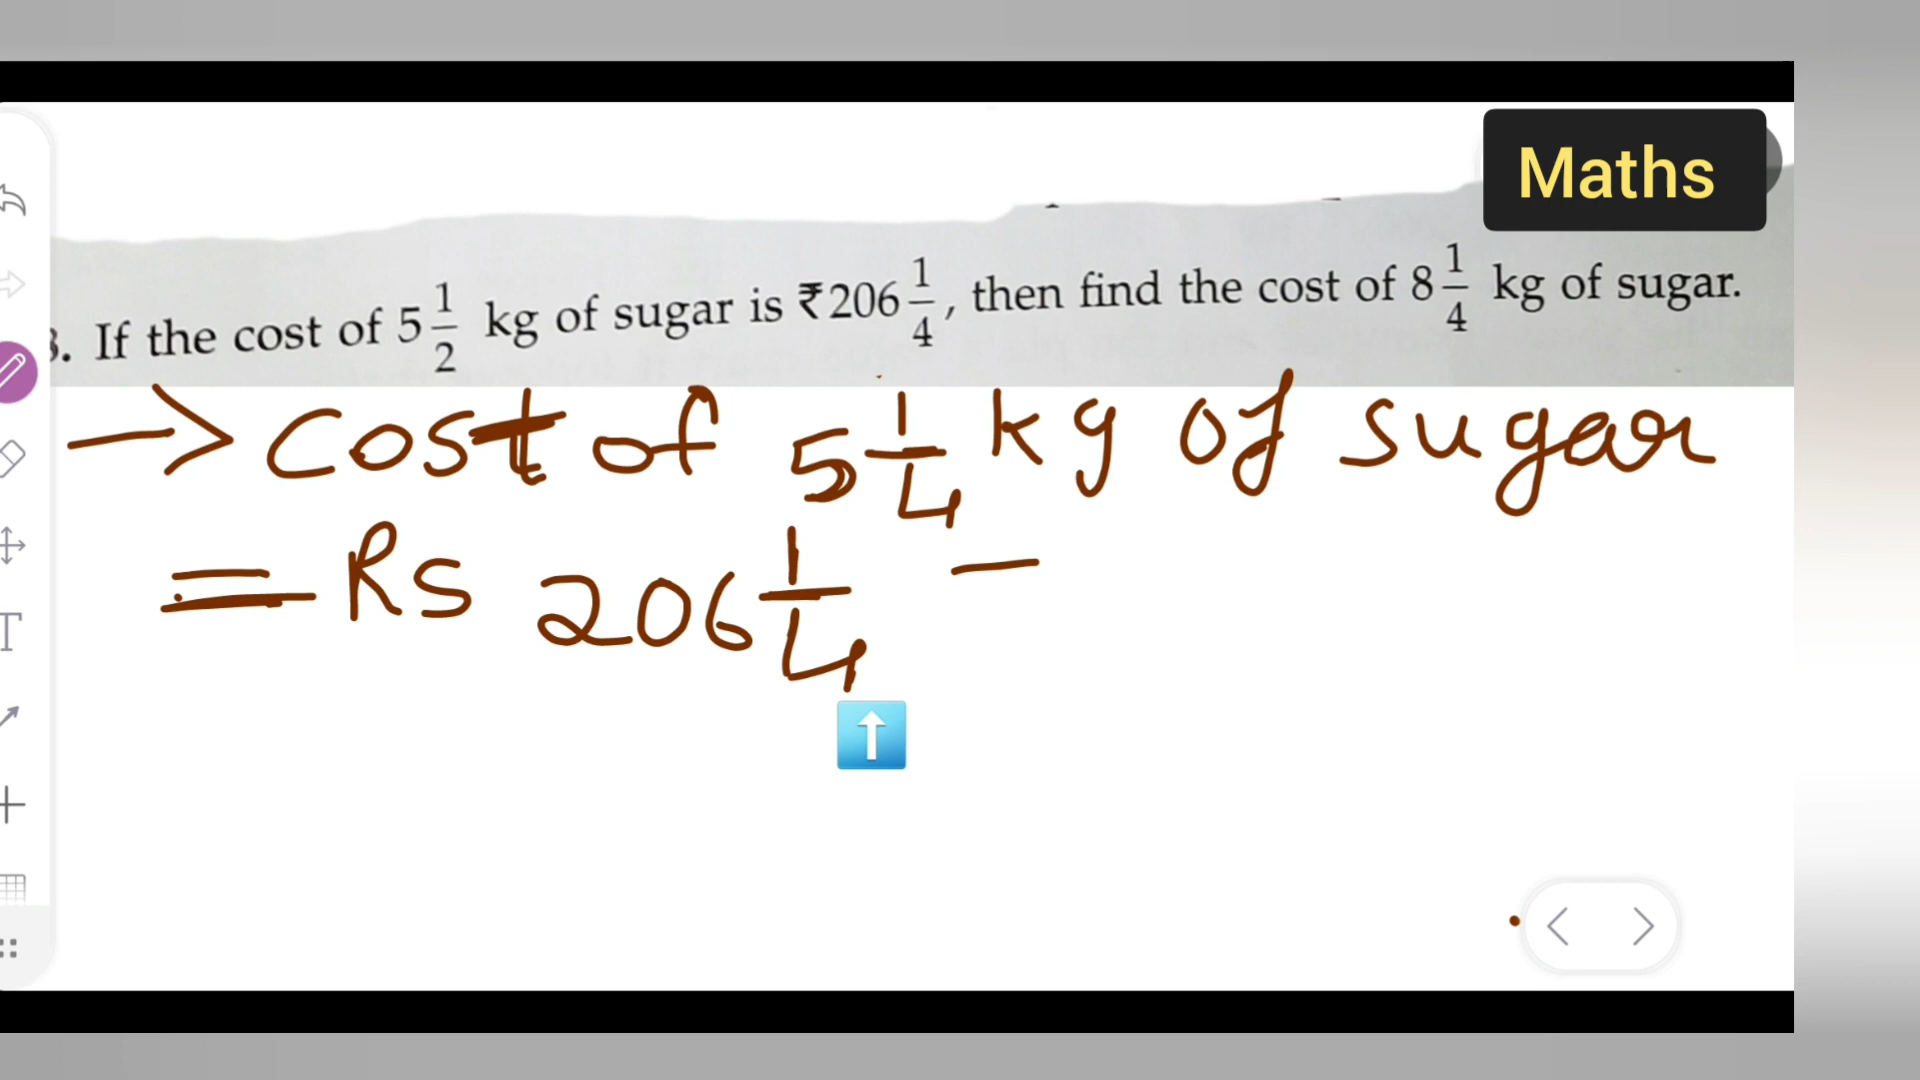 Maths
3. If the cost of 5 1/2 kg of sugar is ₹206 1/4, then find the cost of 8 1/4 kg of sugar.
→ cost of 5 1/4 kg of sugar
= Rs 206 1/4 —
T